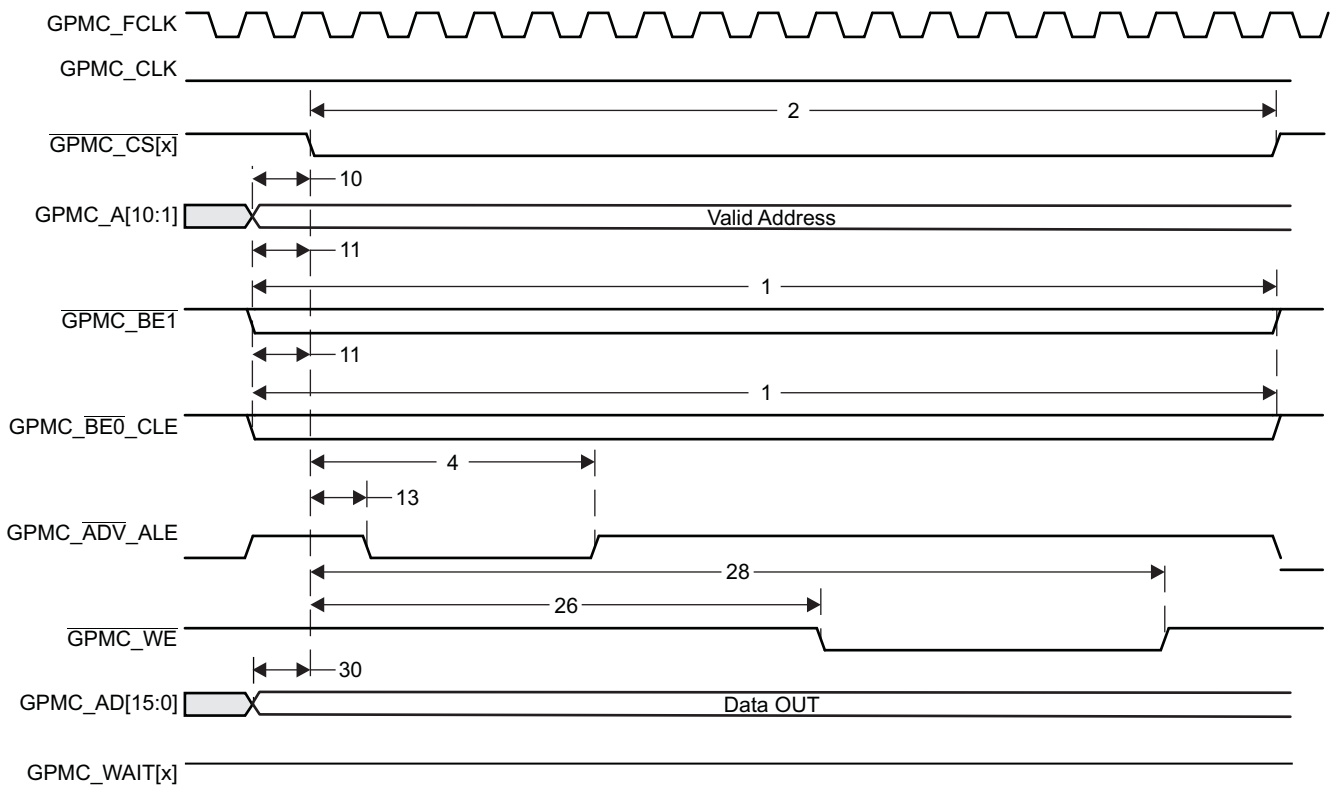 GPMC_FCLK
GPMC_CLK
2
GPMC_CS[x]
10
GPMC_A[10:1]
Valid Address
11
1
GPMC_BE1
11
1
GPMC_BE0_CLE
4
13
GPMC_ADV_ALE
28
26
GPMC_WE
30
GPMC_AD[15:0]
Data OUT
GPMC_WAIT[x]